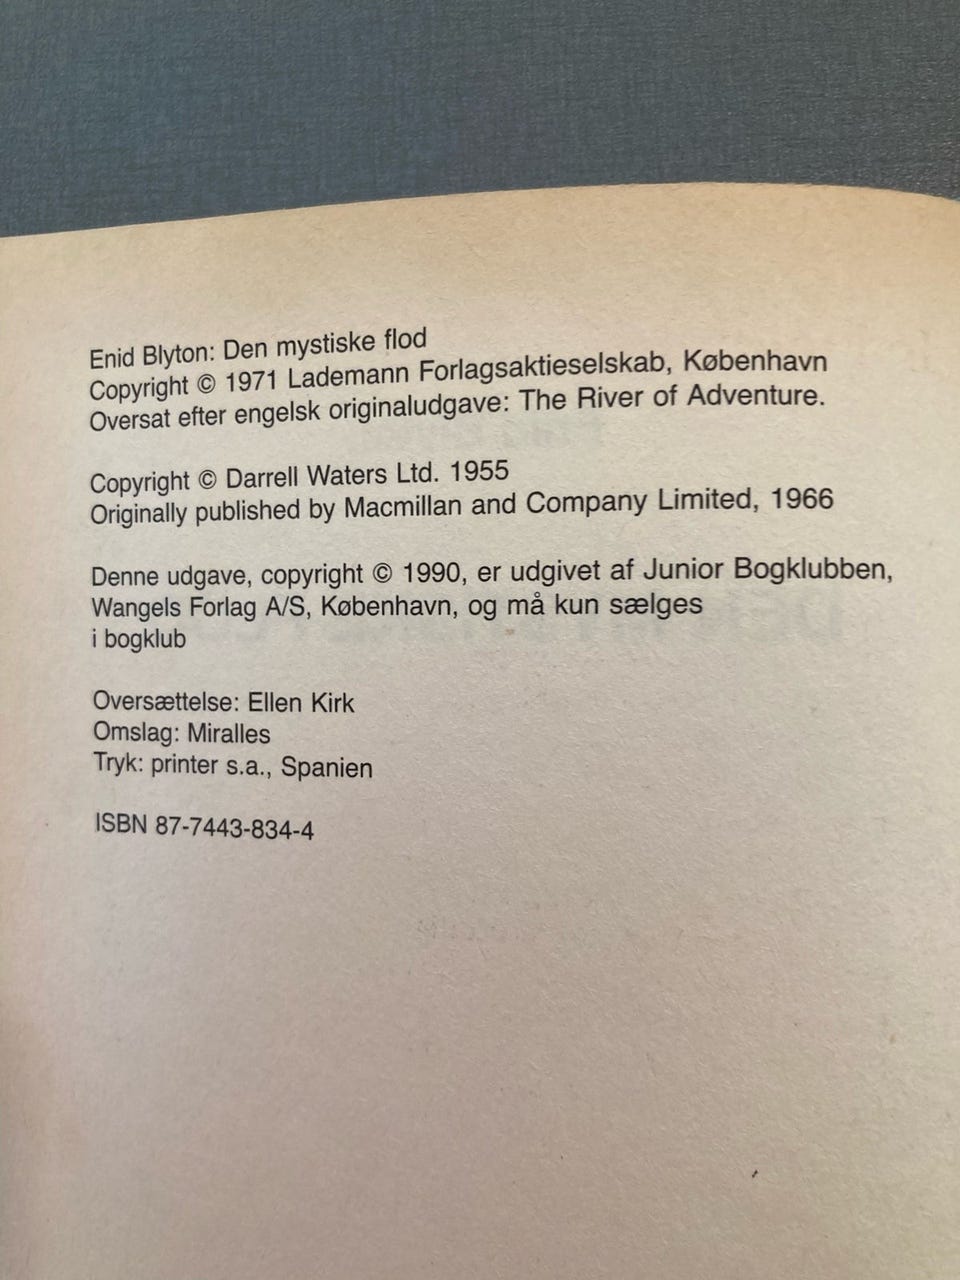 Enid Blyton: Den mystiske flod
Copyright © 1971 Lademann Forlagsaktieselskab, København
Oversat efter engelsk originaludgave: The River of Adventure.
Copyright © Darrell Waters Ltd. 1955
Originally published by Macmillan and Company Limited, 1966
Denne udgave, copyright © 1990, er udgivet af Junior Bogklubben,
Wangels Forlag A/S, København, og må kun sælges
i bogklub
Oversættelse: Ellen Kirk
Omslag: Miralles
Tryk: printer s.a., Spanien
ISBN 87-7443-834-4